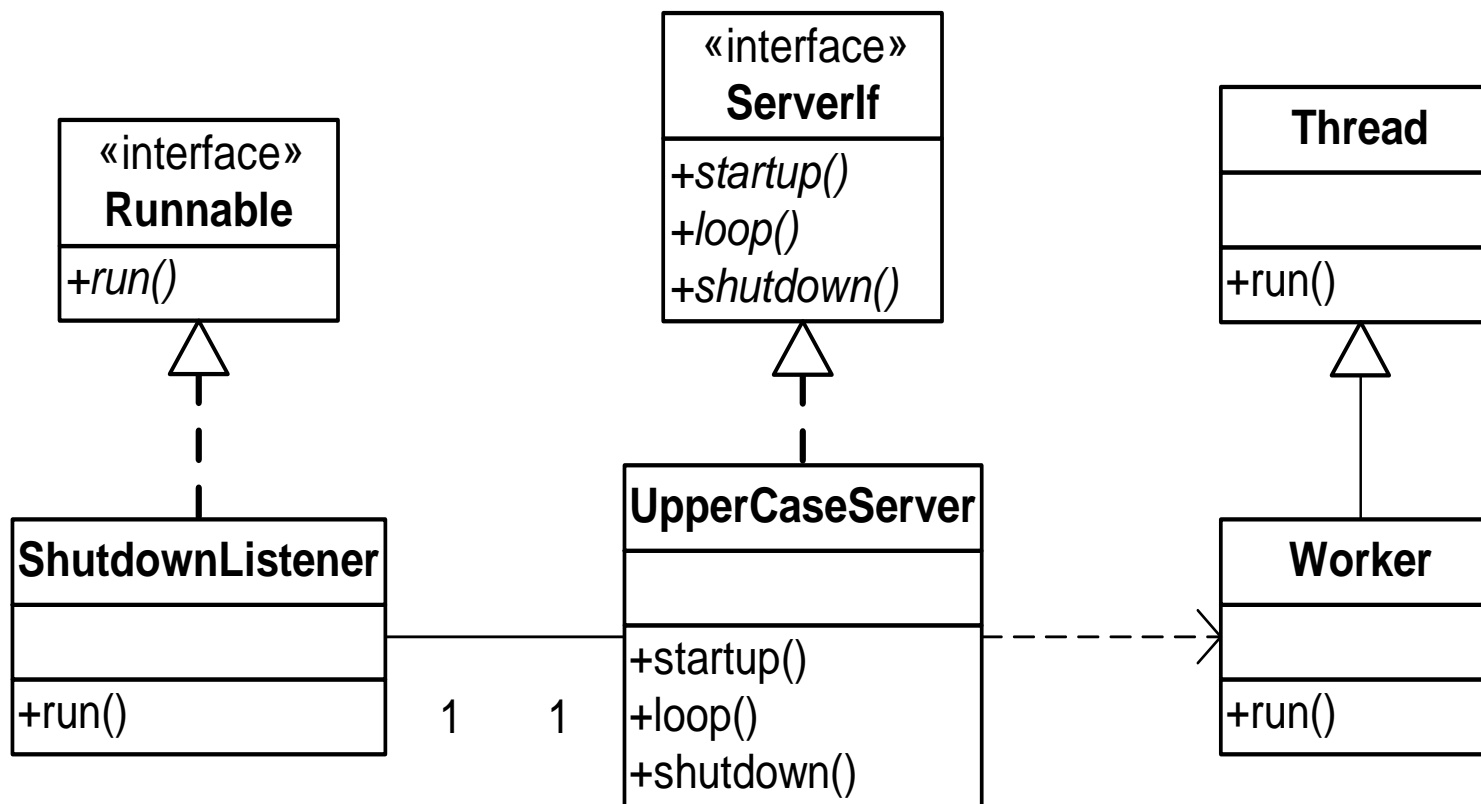 «interface»
Runnable
+run()
«interface»
ServerIf
+startup()
+loop()
+shutdown()
Thread
+run()
ShutdownListener
+run()
1 1
UpperCaseServer
+startup()
+loop()
+shutdown()
Worker
+run()